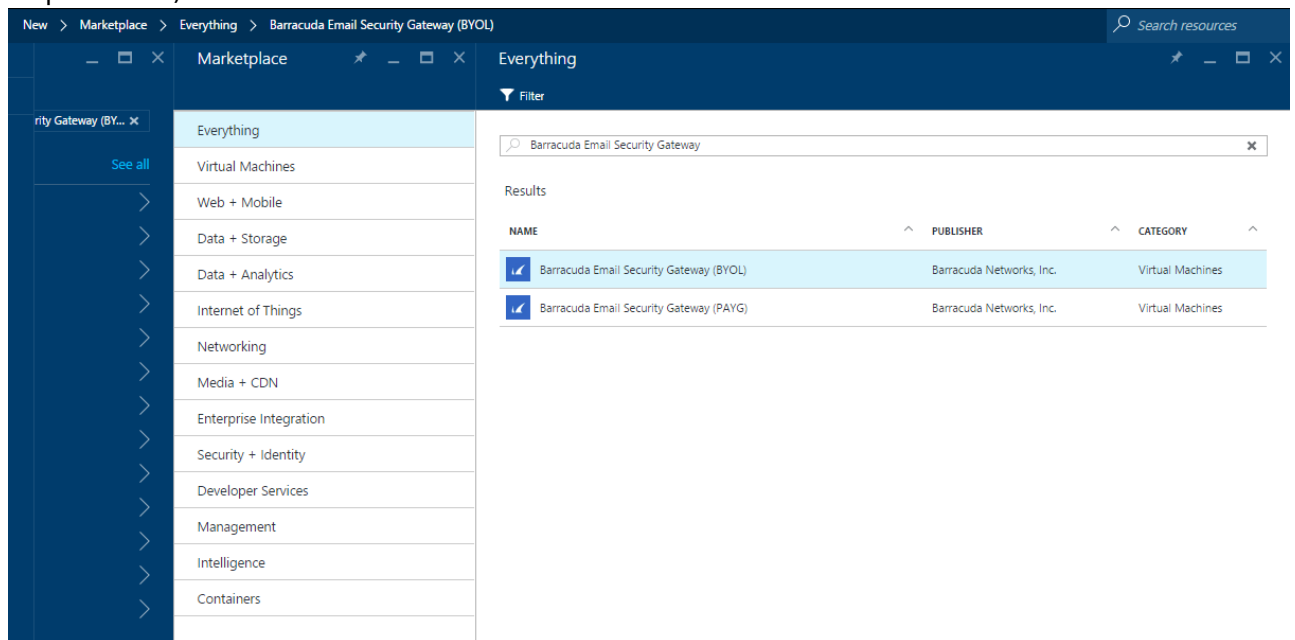 New > Marketplace > Everything > Barracuda Email Security Gateway (BYOL)
Search resources
Marketplace
Everything
Filter
rity Gateway (BY...
See all
Everything
Virtual Machines
Web + Mobile
Data + Storage
Data + Analytics
Internet of Things
Networking
Media + CDN
Enterprise Integration
Security + Identity
Developer Services
Management
Intelligence
Containers
Barracuda Email Security Gateway
Results
NAME PUBLISHER CATEGORY
Barracuda Email Security Gateway (BYOL) Barracuda Networks, Inc. Virtual Machines
Barracuda Email Security Gateway (PAYG) Barracuda Networks, Inc. Virtual Machines